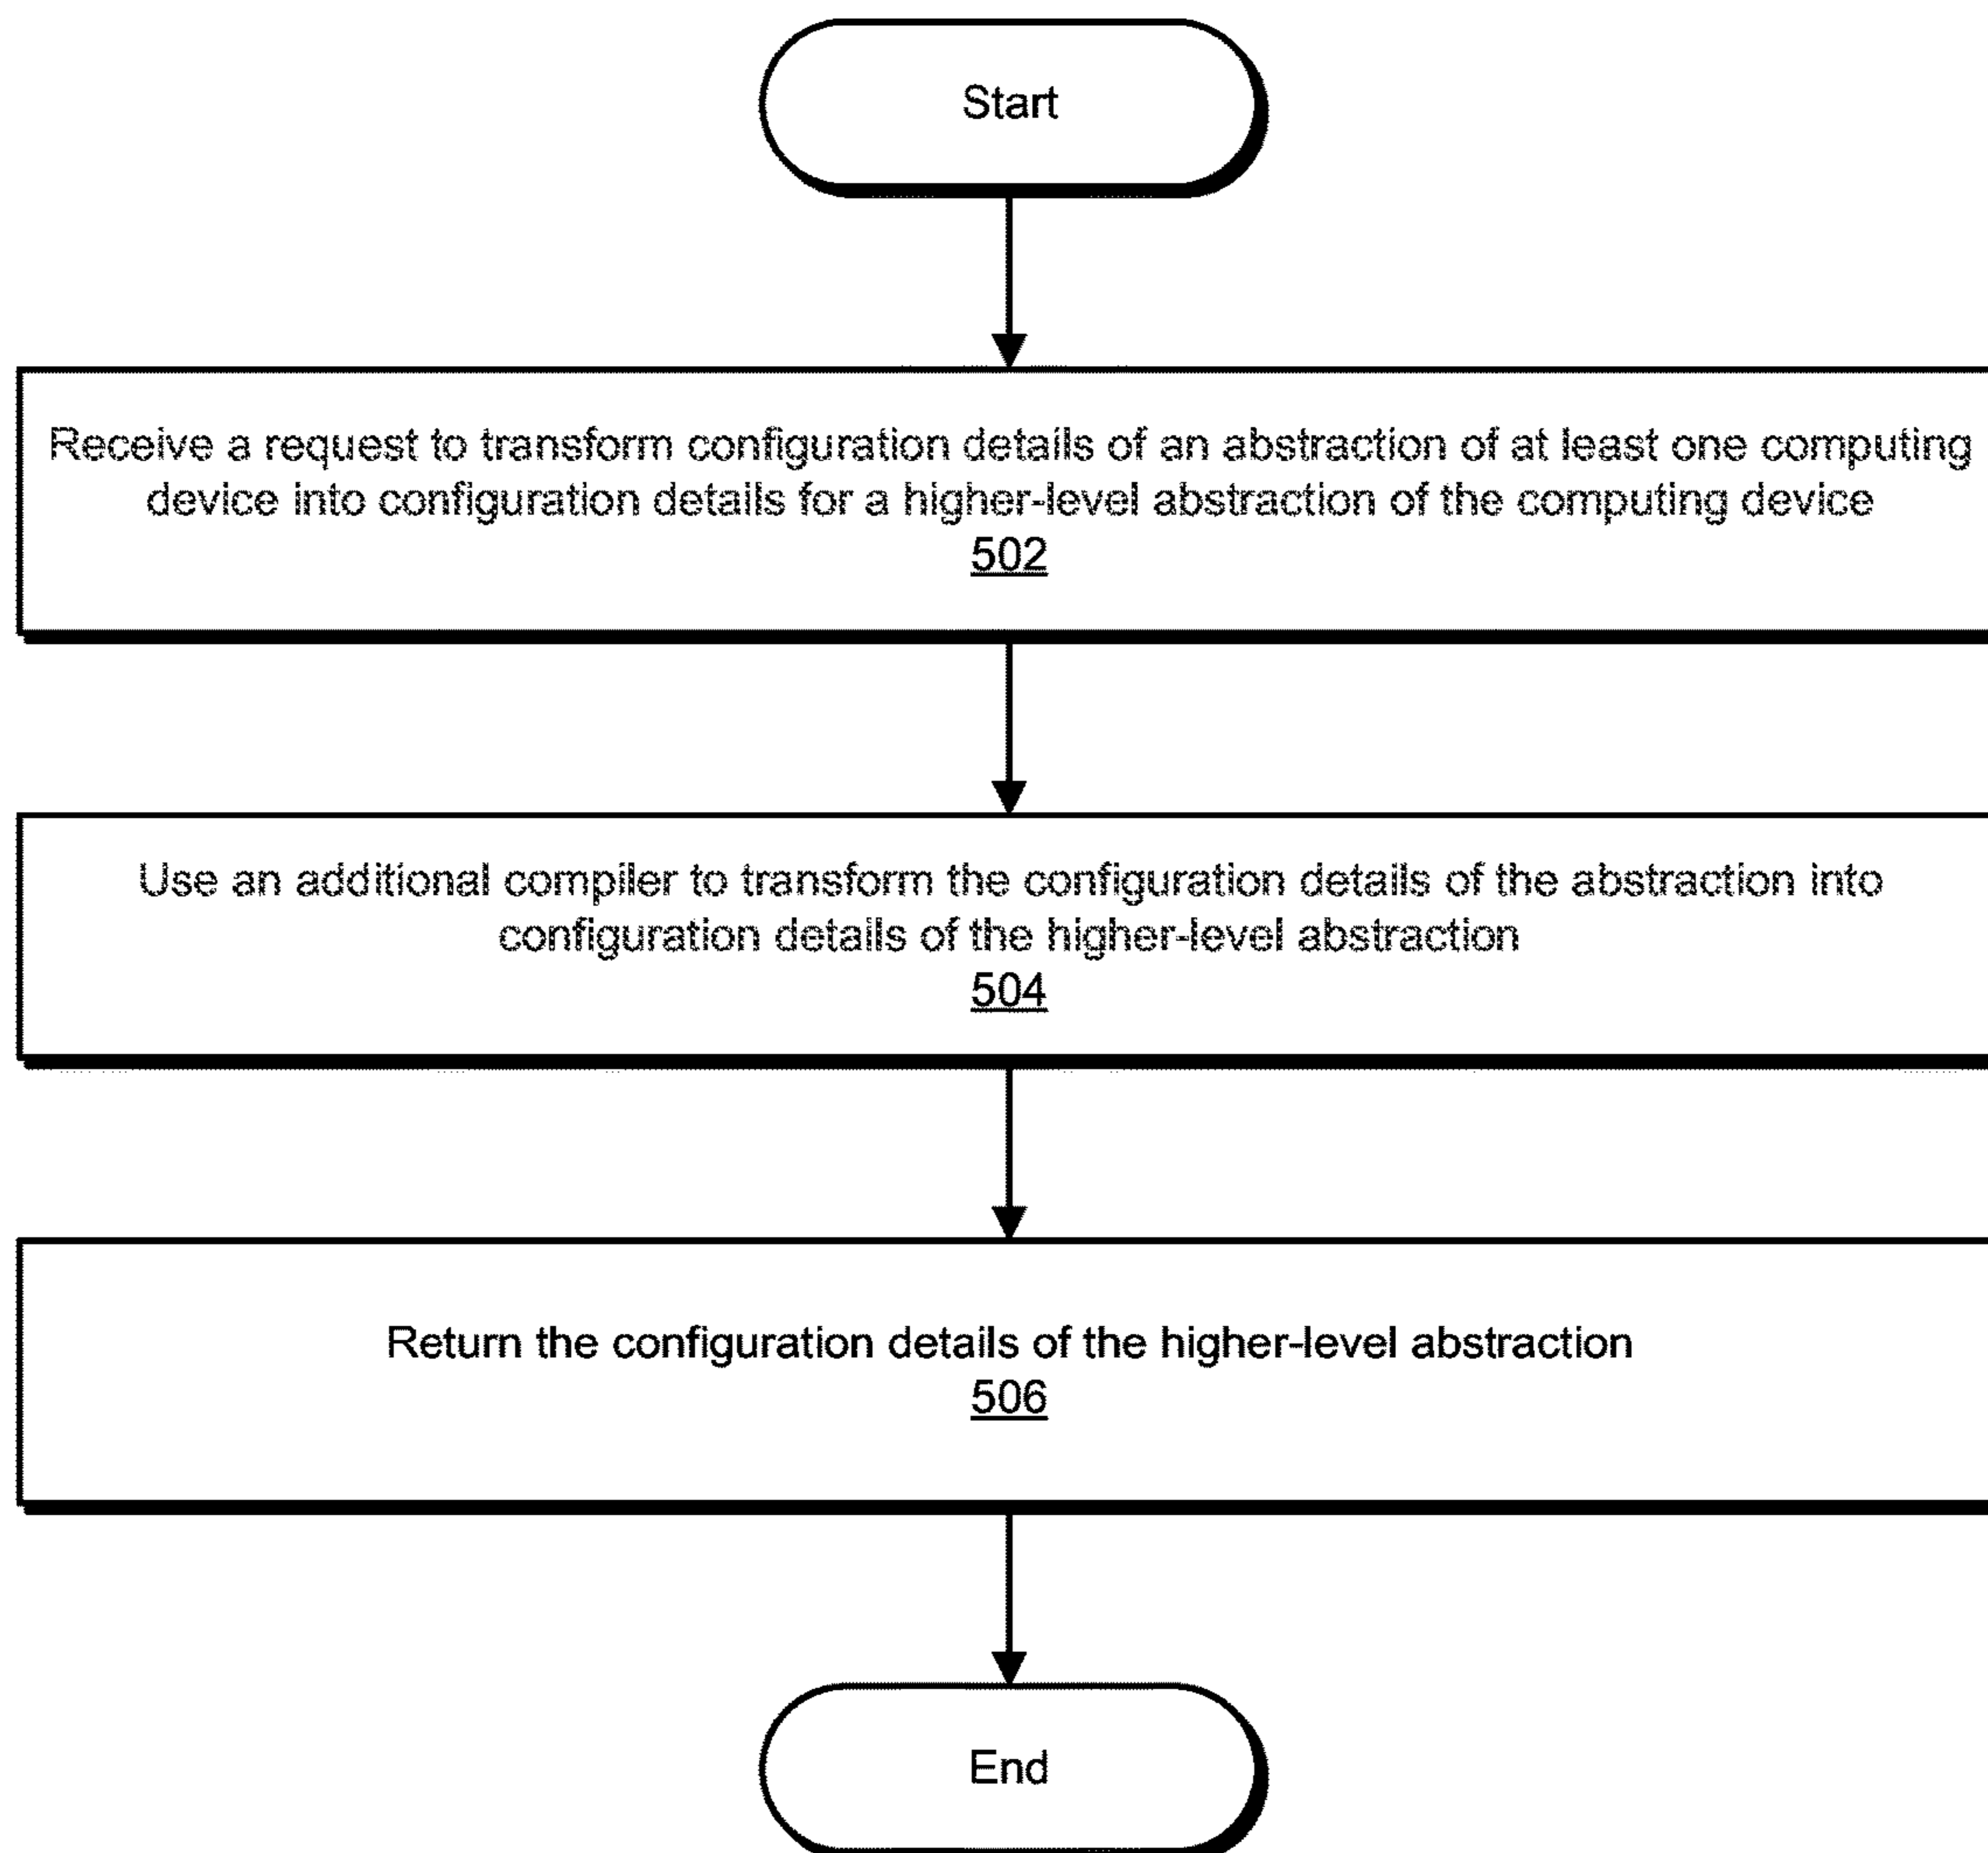 Start
Receive a request to transform configuration details of an abstraction of at least one computing
device into configuration details for a higher-level abstraction of the computing device
502
Use an additional compiler to transform the configuration details of the abstraction into
configuration details of the higher-level abstraction
504
Return the configuration details of the higher-level abstraction
506
End